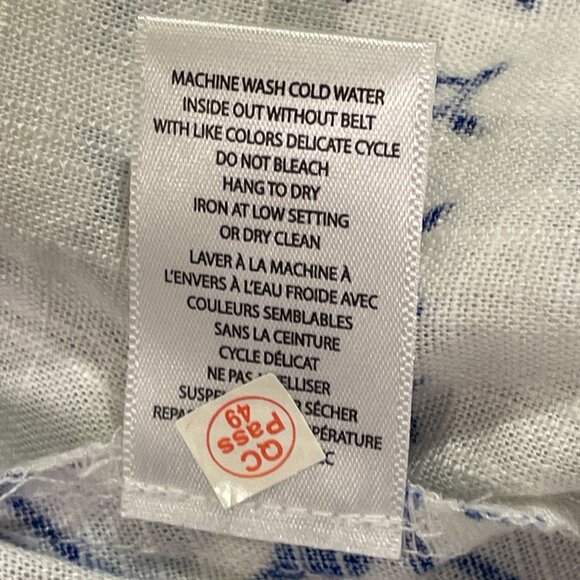 MACHINE WASH COLD WATER
INSIDE OUT WITHOUT BELT
WITH LIKE COLORS DELICATE CYCLE
DO NOT BLEACH
HANG TO DRY
IRON AT LOW SETTING
OR DRY CLEAN
LAVER À LA MACHINE À
L'ENVERS À L'EAU FROIDE AVEC
COULEURS SEMBLABLES
SANS LA CEINTURE
CYCLE DÉLICAT
NE PAS
SÉCHER
QC
Pass
49